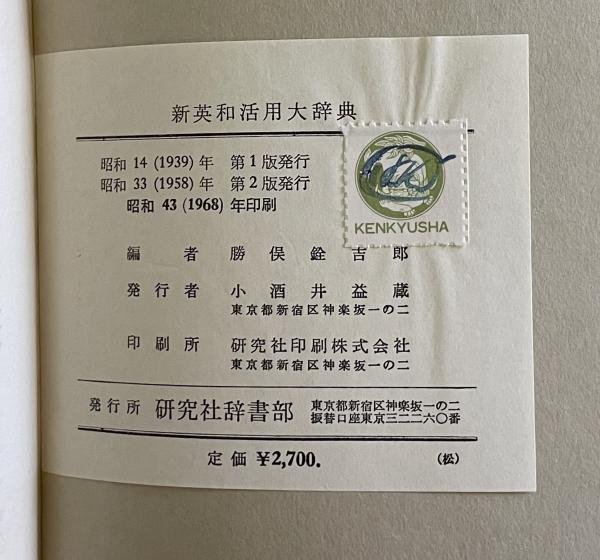 新英和活用大辞典
昭和 14 (1939) 年 第1版発行
昭和 33 (1958) 年 第2版発行
昭和 43 (1968) 年印刷
KENKYUSHA
編者 勝俣銓吉郎
発行者 小酒井益蔵
東京都新宿区神楽坂一の二
印刷所 研究社印刷株式会社
東京都新宿区神楽坂一の二
発行所 研究社辞書部 東京都新宿区神楽坂一の二
振替口座東京三二二六〇番
定価 ¥2,700. (松)